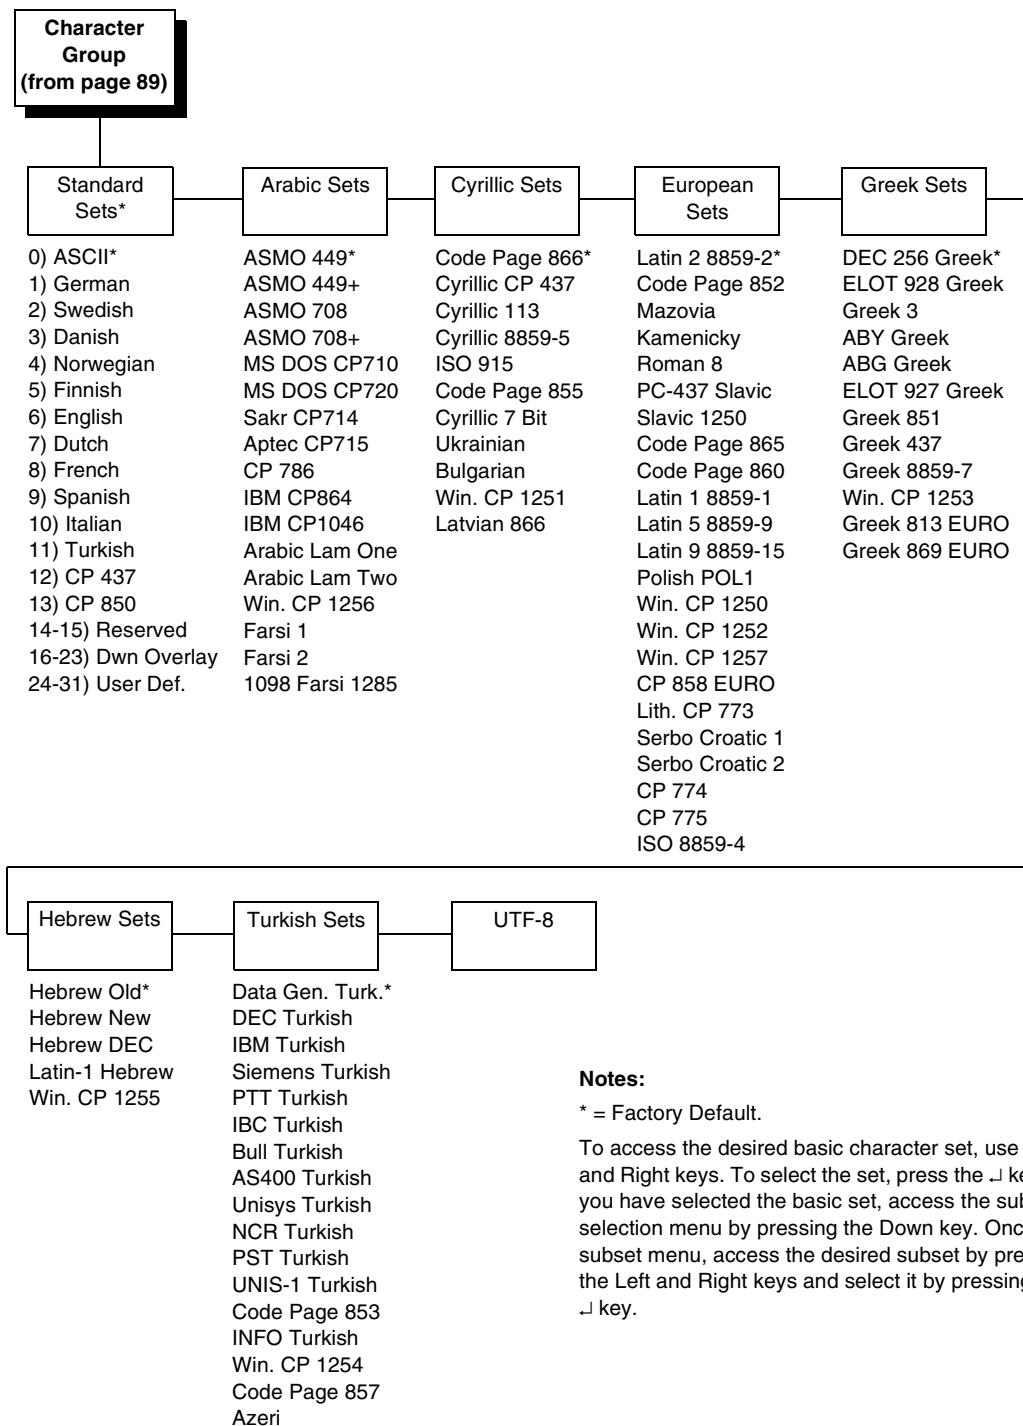 Character
Group
(from page 89)
Standard
Sets*
0) ASCII*
1) German
2) Swedish
3) Danish
4) Norwegian
5) Finnish
6) English
7) Dutch
8) French
9) Spanish
10) Italian
11) Turkish
12) CP 437
13) CP 850
14-15) Reserved
16-23) Dwn Overlay
24-31) User Def.
Arabic Sets
ASMO 449*
ASMO 449+
ASMO 708
ASMO 708+
MS DOS CP710
MS DOS CP720
Sakr CP714
Aptec CP715
CP 786
IBM CP864
IBM CP1046
Arabic Lam One
Arabic Lam Two
Win. CP 1256
Farsi 1
Farsi 2
1098 Farsi 1285
Cyrillic Sets
Code Page 866*
Cyrillic CP 437
Cyrillic 113
Cyrillic 8859-5
ISO 915
Code Page 855
Cyrillic 7 Bit
Ukrainian
Bulgarian
Win. CP 1251
Latvian 866
European
Sets
Latin 2 8859-2*
Code Page 852
Mazovia
Kamenicky
Roman 8
PC-437 Slavic
Slavic 1250
Code Page 865
Code Page 860
Latin 1 8859-1
Latin 5 8859-9
Latin 9 8859-15
Polish POL1
Win. CP 1250
Win. CP 1252
Win. CP 1257
CP 858 EURO
Lith. CP 773
Serbo Croatic 1
Serbo Croatic 2
CP 774
CP 775
ISO 8859-4
Greek Sets
DEC 256 Greek*
ELOT 928 Greek
Greek 3
ABY Greek
ABG Greek
ELOT 927 Greek
Greek 851
Greek 437
Greek 8859-7
Win. CP 1253
Greek 813 EURO
Greek 869 EURO
Hebrew Sets
Hebrew Old*
Hebrew New
Hebrew DEC
Latin-1 Hebrew
Win. CP 1255
Turkish Sets
Data Gen. Turk.*
DEC Turkish
IBM Turkish
Siemens Turkish
PTT Turkish
IBC Turkish
Bull Turkish
AS400 Turkish
Unisys Turkish
NCR Turkish
PST Turkish
UNIS-1 Turkish
Code Page 853
INFO Turkish
Win. CP 1254
Code Page 857
Azeri
UTF-8
Notes:
* = Factory Default.
To access the desired basic character set, use
and Right keys. To select the set, press the ↵
you have selected the basic set, access the
selection menu by pressing the Down key.
subset menu, access the desired subset by
the Left and Right keys and select it by
↵ key.